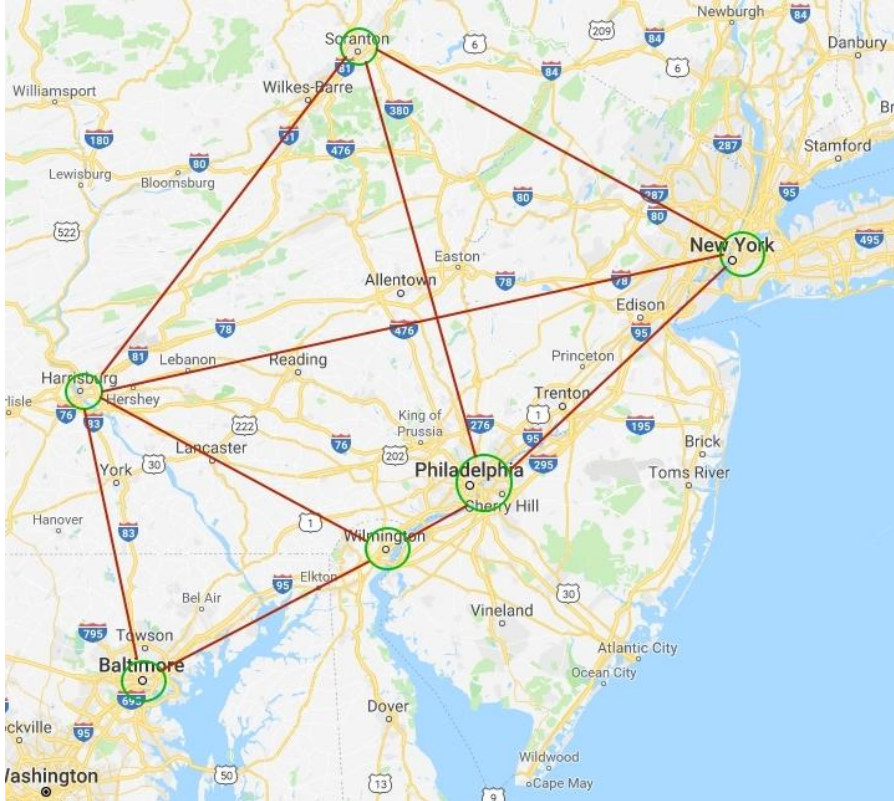 Newburgh
84
209
Scranton
6
84
Danbury
81
84
6
Wilkes-Barre
Williamsport
380
180
81
287
476
Stamford
80
Lewisburg
Bloomsburg
80
287
95
80
522
New York
495
Easton
Allentown
78
78
Edison
78
476
95
81
Lebanon
Reading
Princeton
Harrisburg
Hershey
Trenton
76
83
King of
Prussia
276
1
222
76
95
195
Lancaster
202
295
Brick
York
30
Philadelphia
Toms River
Cherry Hill
Hanover
1
83
Wilmington
Elkton
95
Bel Air
30
Vineland
795
Towson
Atlantic City
Baltimore
Ocean City
695
Dover
95
Wildwood
50
13
Cape May
9